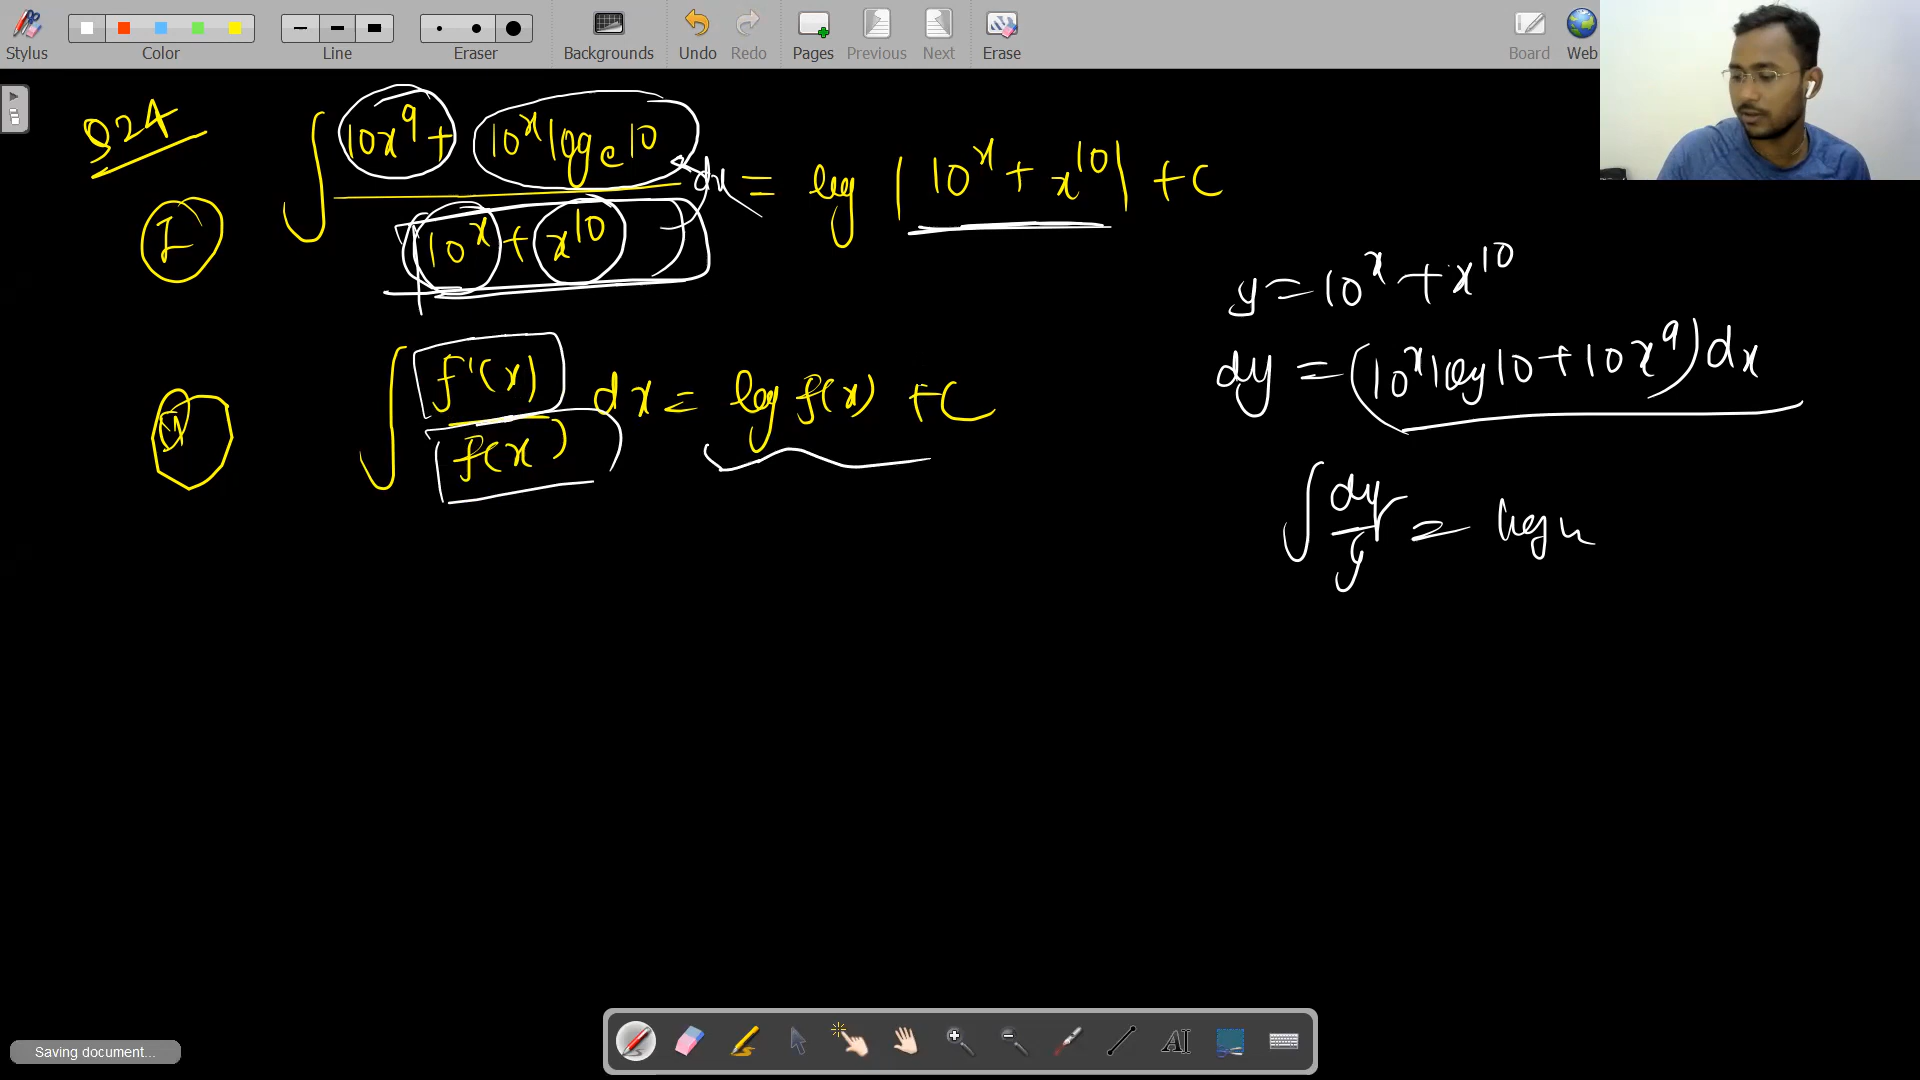 Stylus Color Line Eraser Backgrounds Undo Redo Pages Previous Next Erase Board Web
Q24
I ∫ (10x⁹ + 10ˣ logₑ10)/(10ˣ + x¹⁰) dx = log |10ˣ + x¹⁰| + C
y = 10ˣ + x¹⁰
dy = (10ˣ log 10 + 10x⁹) dx
∫ f'(x)/f(x) dx = log f(x) + C
∫ dy/y = log
Saving document...
AI